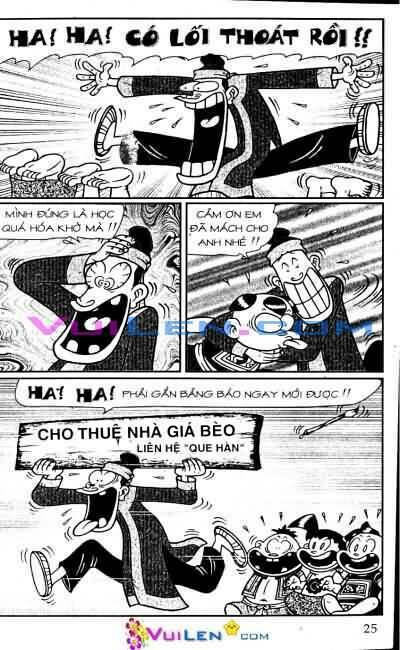 HA! HA! CÓ LỐI THOÁT RỒI!!
MÌNH ĐÚNG LÀ HỌC
QUÁ HÓA KHỜ MÀ!!
CẢM ƠN EM
ĐÃ MÁCH CHO
ANH NHÉ!!
VUILEN.COM
HA! HA! PHẢI GẮN BẢNG BÁO NGAY MỚI ĐƯỢC!!
CHO THUÊ NHÀ GIÁ BÈO
LIÊN HỆ "QUE HÀN"
25
VUILEN.COM